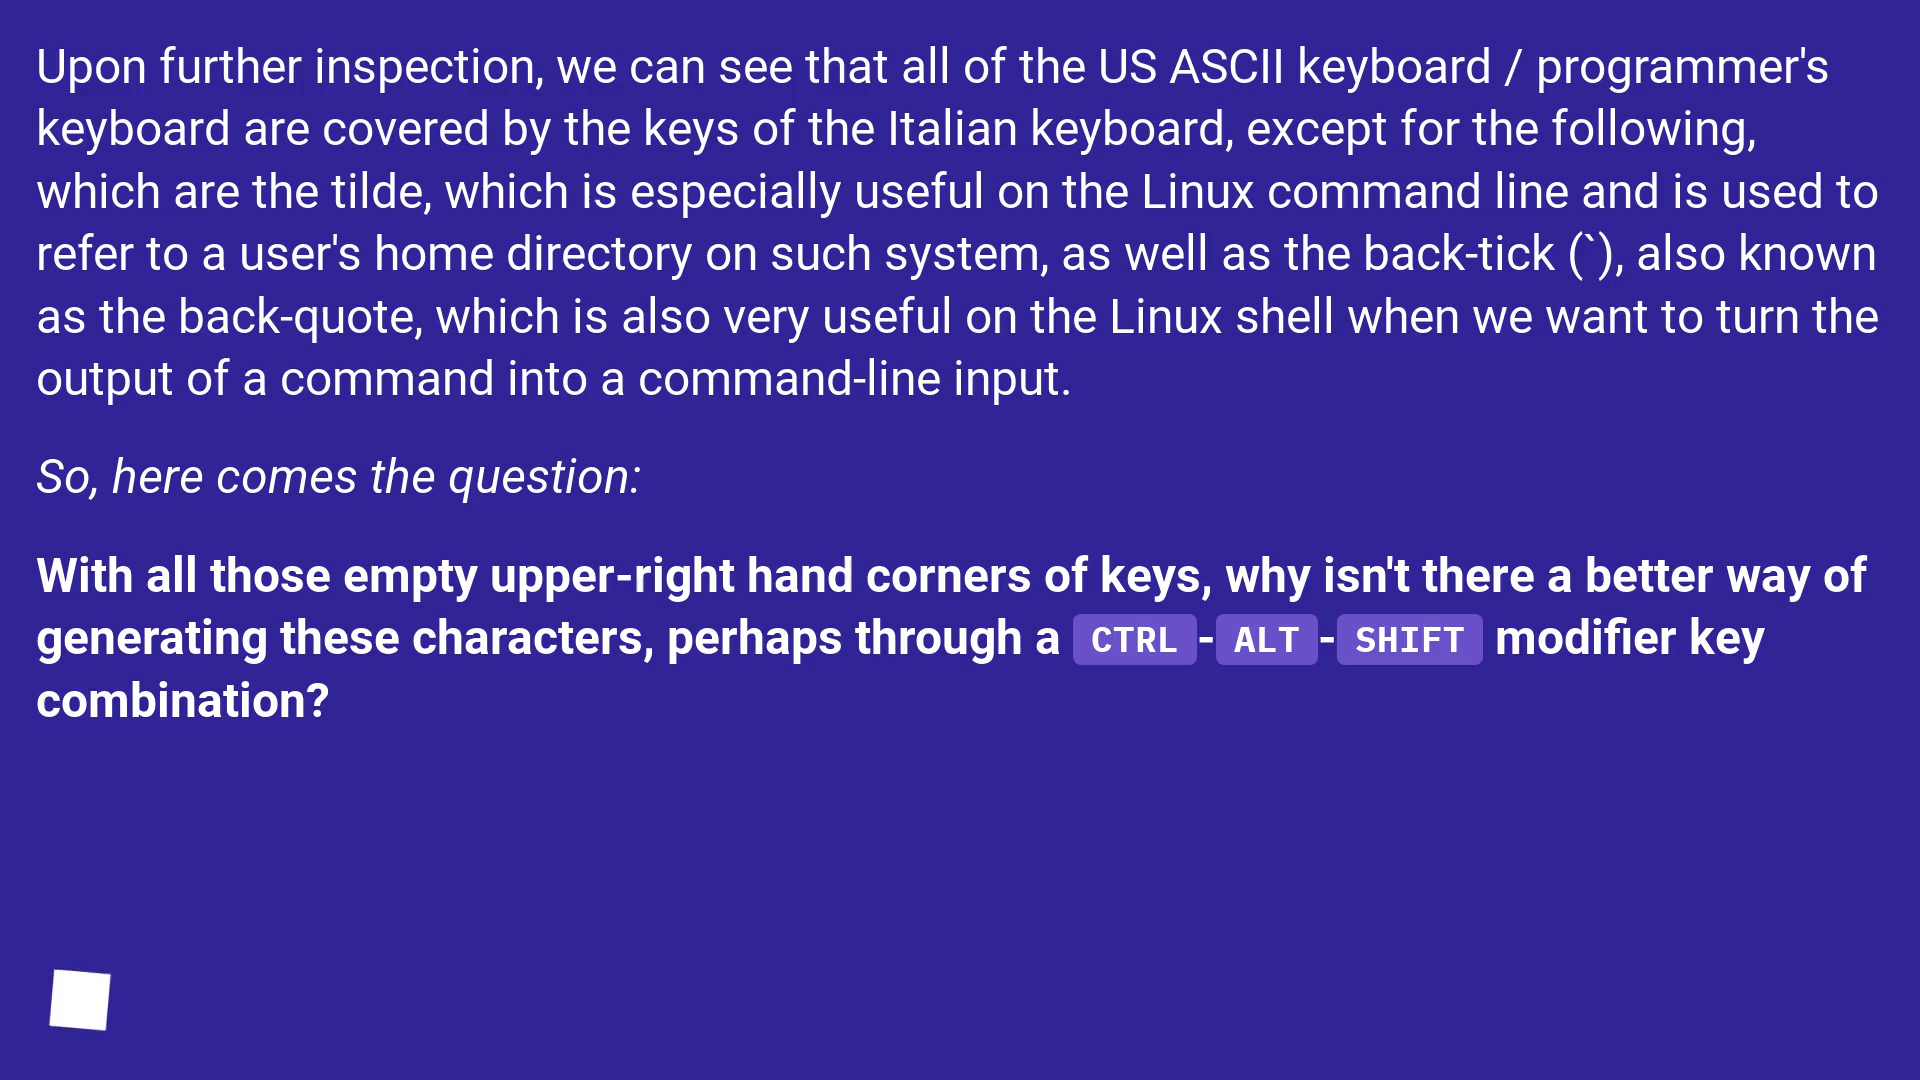 Upon further inspection, we can see that all of the US ASCII keyboard / programmer's
keyboard are covered by the keys of the Italian keyboard, except for the following,
which are the tilde, which is especially useful on the Linux command line and is used to
refer to a user's home directory on such system, as well as the back-tick (`), also known
as the back-quote, which is also very useful on the Linux shell when we want to turn the
output of a command into a command-line input.
So, here comes the question:
With all those empty upper-right hand corners of keys, why isn't there a better way of
generating these characters, perhaps through a CTRL-ALT-SHIFT modifier key
combination?